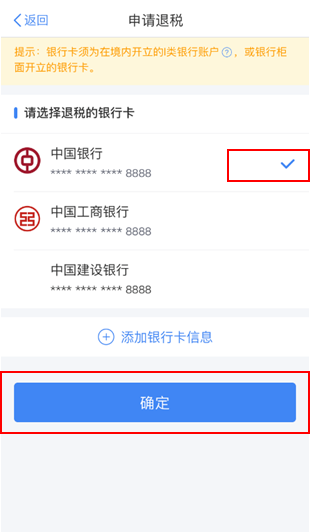 返回
申请退税
提示：银行卡须为在境内开立的I类银行账户?，或银行柜
面开立的银行卡。
请选择退税的银行卡
中国银行
**** **** **** 8888
中国工商银行
**** **** **** 8888
中国建设银行
**** **** **** 8888
添加银行卡信息
确定